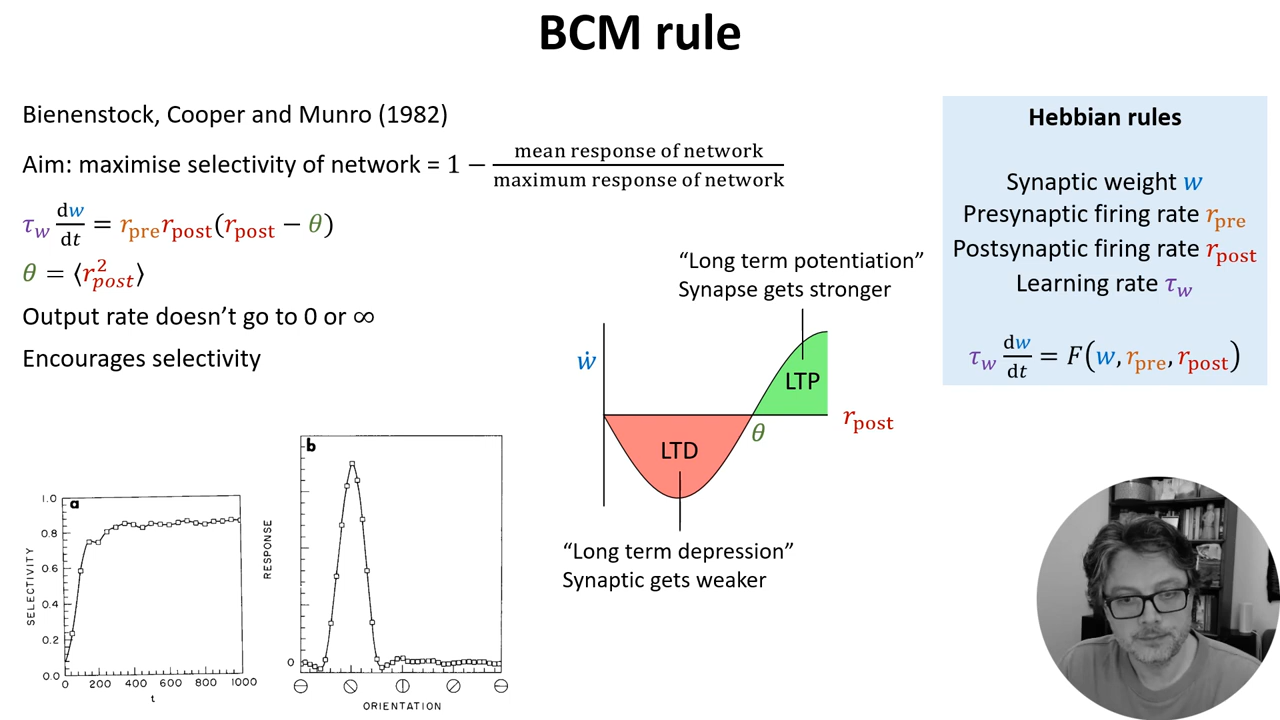 BCM rule
Bienenstock, Cooper and Munro (1982)
Aim: maximise selectivity of network = 1 − mean response of network / maximum response of network
τ_w dw/dt = r_pre r_post (r_post − θ)
θ = ⟨r²_post⟩
Output rate doesn't go to 0 or ∞
Encourages selectivity
Hebbian rules
Synaptic weight w
Presynaptic firing rate r_pre
Postsynaptic firing rate r_post
Learning rate τ_w
τ_w dw/dt = F(w, r_pre, r_post)
"Long term potentiation"
Synapse gets stronger
ẇ
LTP
LTD
θ
r_post
"Long term depression"
Synaptic gets weaker
a
SELECTIVITY
1.0
0.8
0.6
0.4
0.2
0.0
0 200 400 600 800 1000
t
b
RESPONSE
0
ORIENTATION